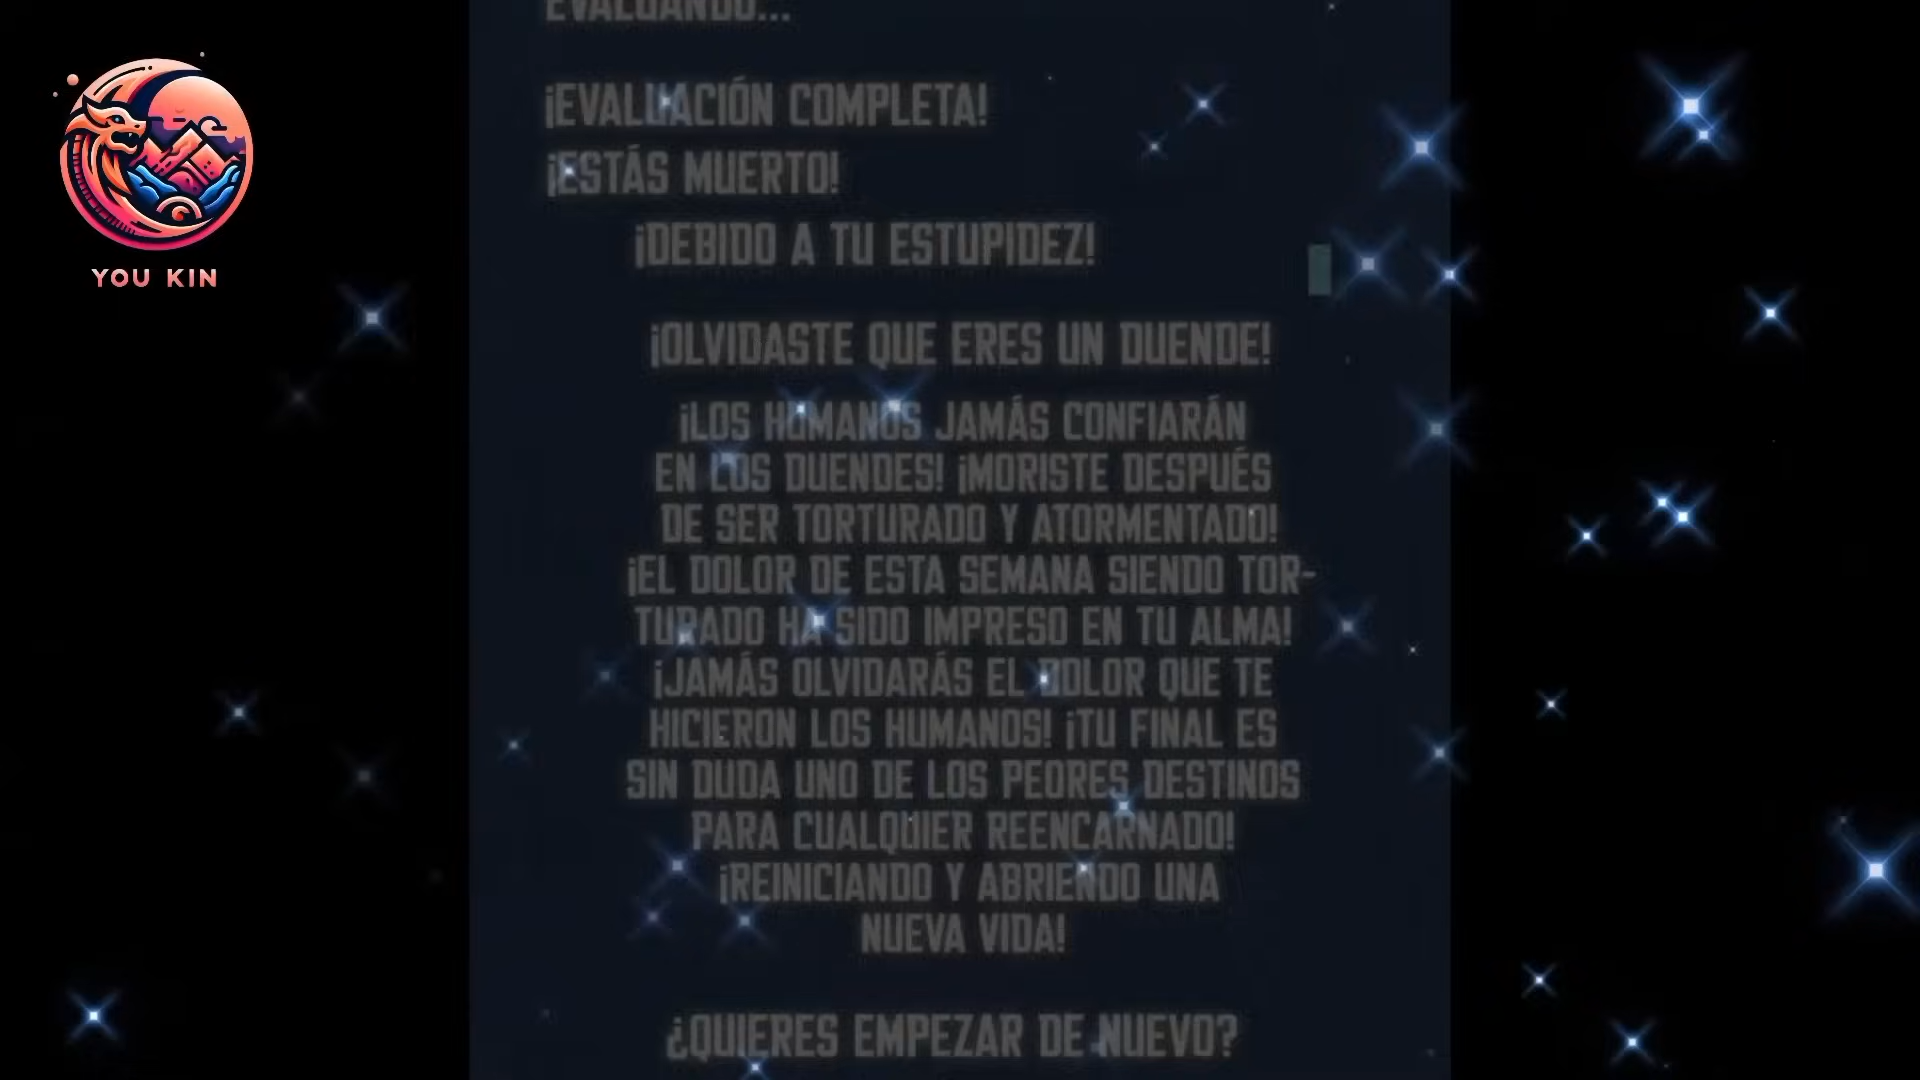 EVALUANDO...
¡EVALUACIÓN COMPLETA!
¡ESTÁS MUERTO!
¡DEBIDO A TU ESTUPIDEZ!
¡OLVIDASTE QUE ERES UN DUENDE!
¡LOS HUMANOS JAMÁS CONFIARÁN
EN LOS DUENDES! ¡MORISTE DESPUÉS
DE SER TORTURADO Y ATORMENTADO!
¡EL DOLOR DE ESTA SEMANA SIENDO TOR-
TURADO HA SIDO IMPRESO EN TU ALMA!
¡JAMÁS OLVIDARÁS EL DOLOR QUE TE
HICIERON LOS HUMANOS! ¡TU FINAL ES
SIN DUDA UNO DE LOS PEORES DESTINOS
PARA CUALQUIER REENCARNADO!
¡REINICIANDO Y ABRIENDO UNA
NUEVA VIDA!
¿QUIERES EMPEZAR DE NUEVO?
YOU KIN